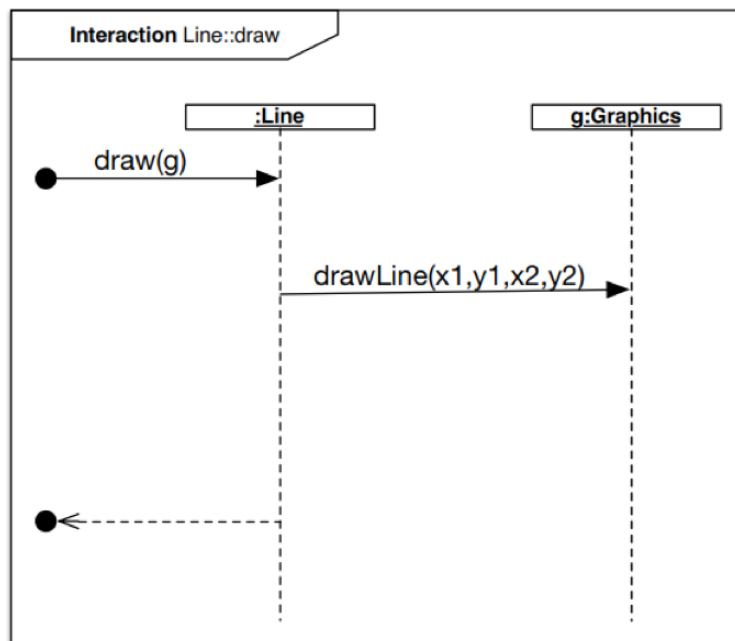 Interaction Line::draw
:Line
g:Graphics
draw(g)
drawLine(x1,y1,x2,y2)